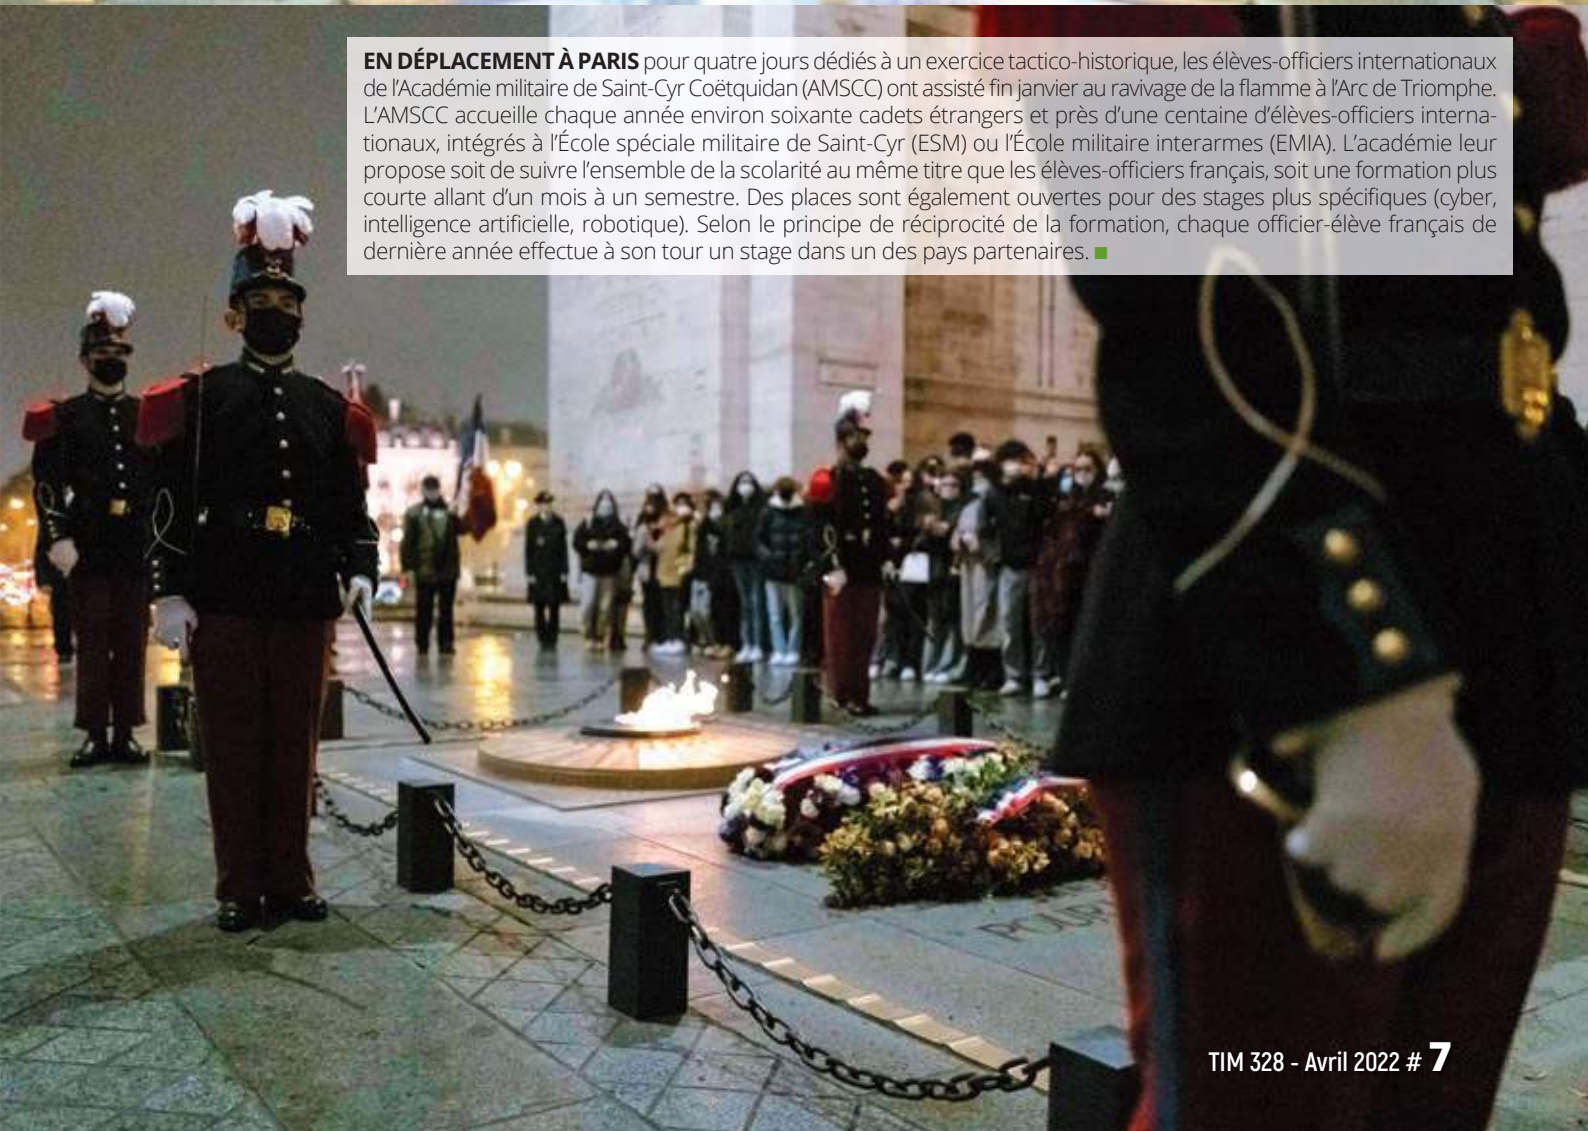 EN DÉPLACEMENT À PARIS pour quatre jours dédiés à un exercice tactico-historique, les élèves-officiers internationaux
de l’Académie militaire de Saint-Cyr Coëtquidan (AMSCC) ont assisté fin janvier au ravivage de la flamme à l’Arc de Triomphe.
L’AMSCC accueille chaque année environ soixante cadets étrangers et près d’une centaine d’élèves-officiers interna-
tionaux, intégrés à l’École spéciale militaire de Saint-Cyr (ESM) ou l’École militaire interarmes (EMIA). L’académie leur
propose soit de suivre l’ensemble de la scolarité au même titre que les élèves-officiers français, soit une formation plus
courte allant d’un mois à un semestre. Des places sont également ouvertes pour des stages plus spécifiques (cyber,
intelligence artificielle, robotique). Selon le principe de réciprocité de la formation, chaque officier-élève français de
dernière année effectue à son tour un stage dans un des pays partenaires.
TIM 328 - Avril 2022 # 7